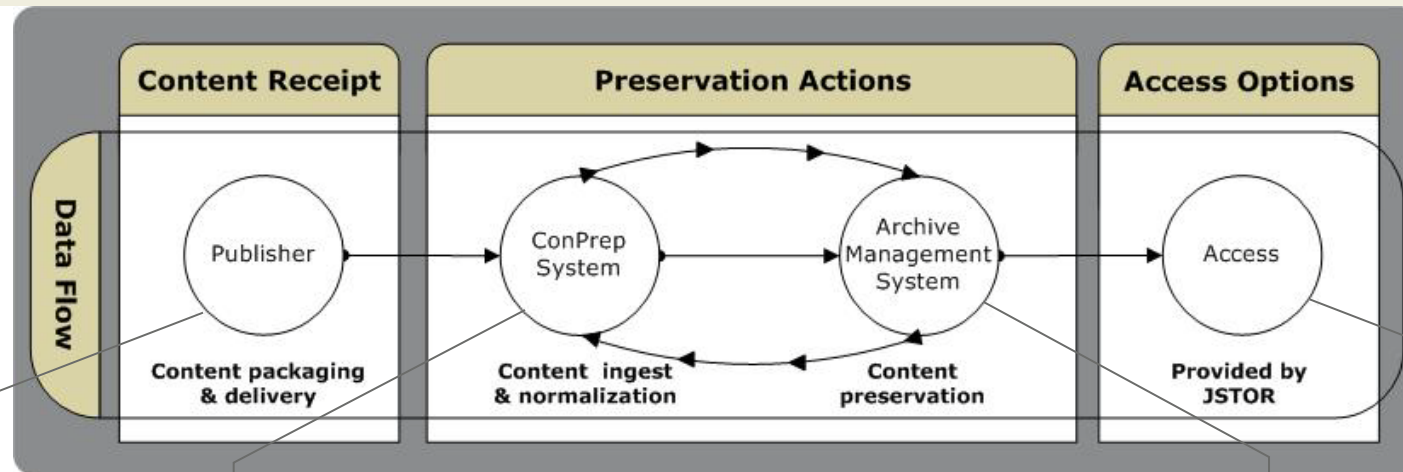 Content Receipt
Preservation Actions
Access Options
Data Flow
Publisher
ConPrep
System
Archive
Management
System
Access
Content packaging
& delivery
Content ingest
& normalization
Content
preservation
Provided by
JSTOR